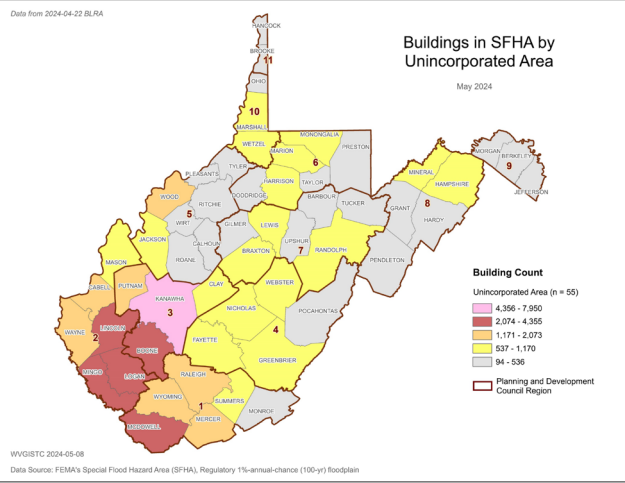 Data from 2024-04-22 BLRA
Buildings in SFHA by
Unincorporated Area
May 2024
HANCOCK
BROOKE
11
OHIO
10
MARSHALL
WETZEL
MONONGALIA
MARION
PRESTON
6
MORGAN
BERKELEY
9
JEFFERSON
TYLER
PLEASANTS
HARRISON
TAYLOR
MINERAL
HAMPSHIRE
WOOD
DODDRIDGE
BARBOUR
TUCKER
GRANT
8
RITCHIE
5
HARDY
WIRT
GILMER
LEWIS
JACKSON
CALHOUN
UPSHUR
7
RANDOLPH
ROANE
BRAXTON
PENDLETON
MASON
CABELL
PUTNAM
CLAY
WEBSTER
KANAWHA
3
NICHOLAS
POCAHONTAS
WAYNE
LINCOLN
2
4
FAYETTE
BOONE
GREENBRIER
MINGO
LOGAN
RALEIGH
WYOMING
1
SUMMERS
MONROE
MERCER
MCDOWELL
Building Count
Unincorporated Area (n = 55)
4,356 - 7,950
2,074 - 4,355
1,171 - 2,073
537 - 1,170
94 - 536
Planning and Development
Council Region
WVGISTC 2024-05-08
Data Source: FEMA's Special Flood Hazard Area (SFHA), Regulatory 1%-annual-chance (100-yr) floodplain